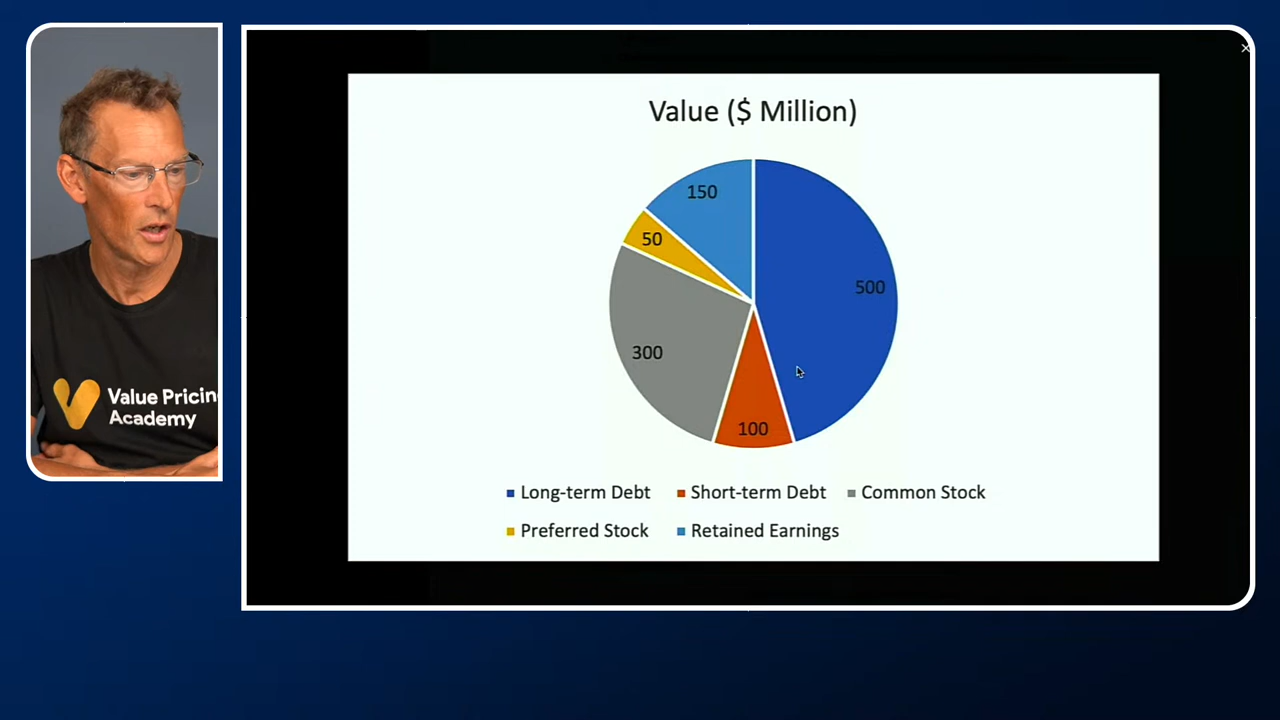 Value Pricin
Academy
Value ($ Million)
150
50
500
300
100
Long-term Debt
Short-term Debt
Common Stock
Preferred Stock
Retained Earnings